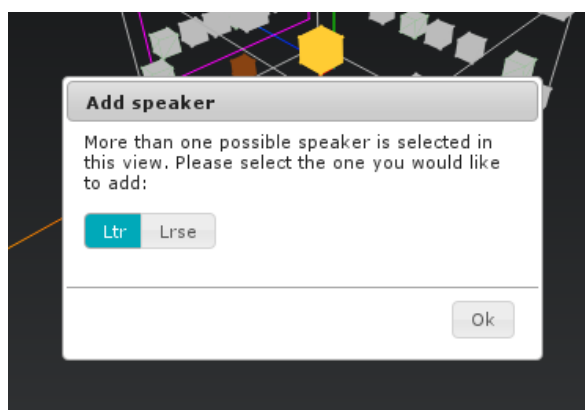 Add speaker
More than one possible speaker is selected in
this view. Please select the one you would like
to add:
Ltr Lrse
Ok